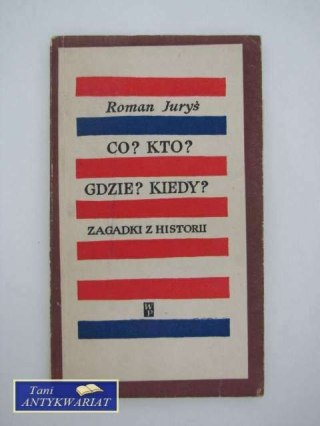 Roman Juryś
CO? KTO?
GDZIE? KIEDY?
ZAGADKI Z HISTORII
WP
Tani
ANTYKWARIAT